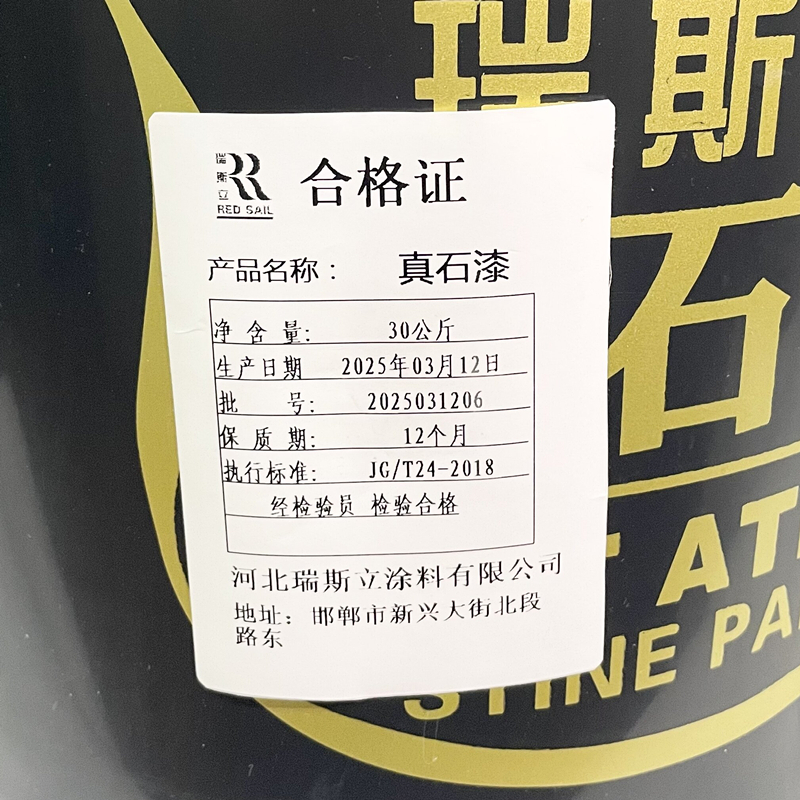 瑞斯
石
瑞斯立
RED SAIL
合格证
产品名称： 真石漆
净 含 量: 30公斤
生产日期 2025年03月12日
批 号: 2025031206
保 质 期: 12个月
执行标准: JG/T24-2018
经检验员 检验合格
河北瑞斯立涂料有限公司
地址：邯郸市新兴大街北段
路东
T AT
STINE PA